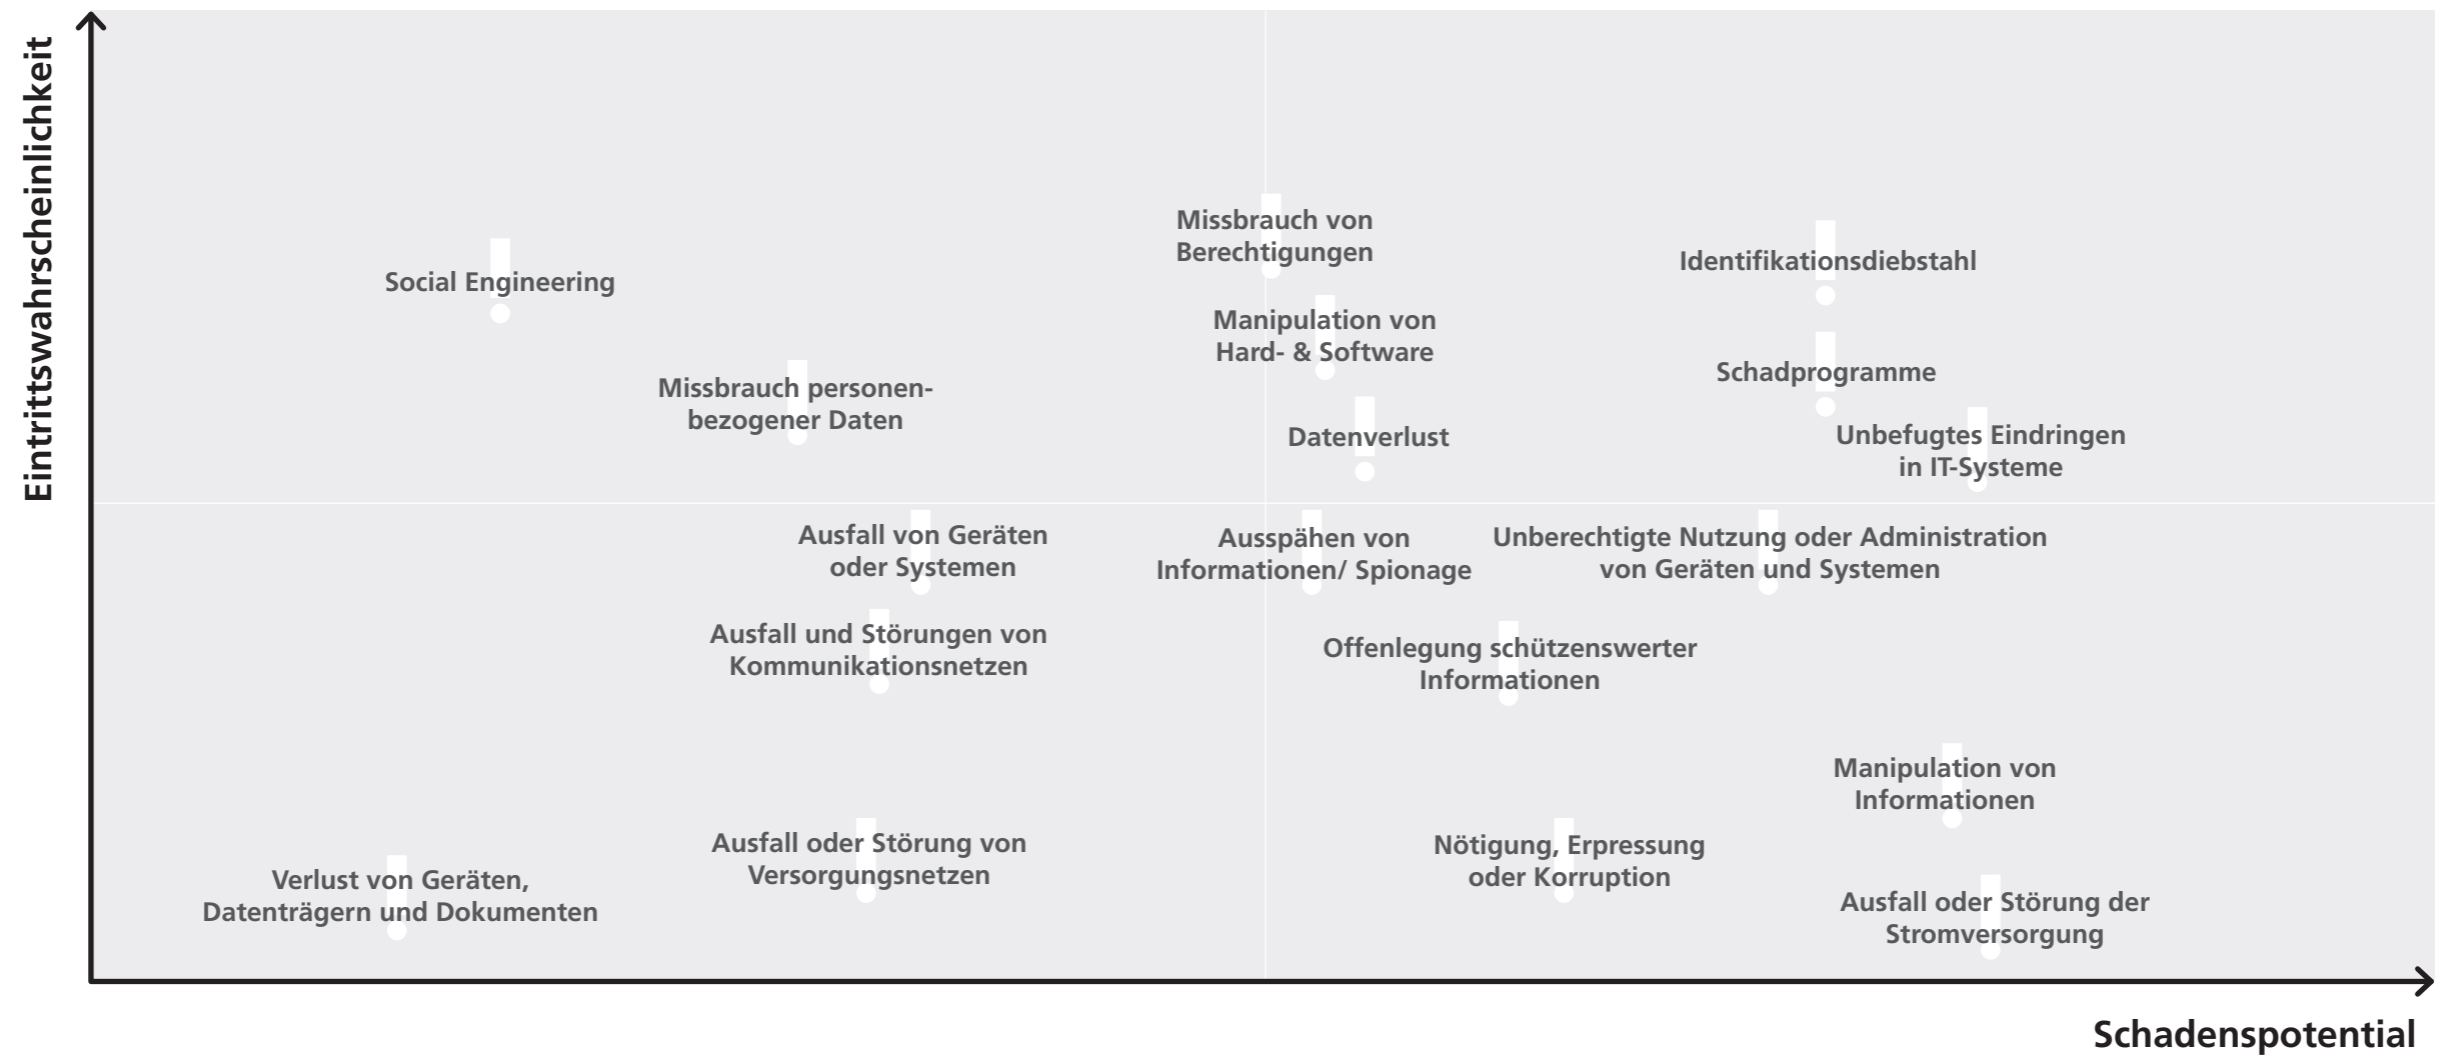 Eintrittswahrscheinlichkeit
Missbrauch von
Berechtigungen
Identifikationsdiebstahl
Social Engineering
Manipulation von
Hard- & Software
Schadprogramme
Missbrauch personen-
bezogener Daten
Datenverlust
Unbefugtes Eindringen
in IT-Systeme
Ausfall von Geräten
oder Systemen
Ausspähen von
Informationen/ Spionage
Unberechtigte Nutzung oder Administration
von Geräten und Systemen
Ausfall und Störungen von
Kommunikationsnetzen
Offenlegung schützenswerter
Informationen
Manipulation von
Informationen
Ausfall oder Störung von
Versorgungsnetzen
Nötigung, Erpressung
oder Korruption
Verlust von Geräten,
Datenträgern und Dokumenten
Ausfall oder Störung der
Stromversorgung
Schadenspotential